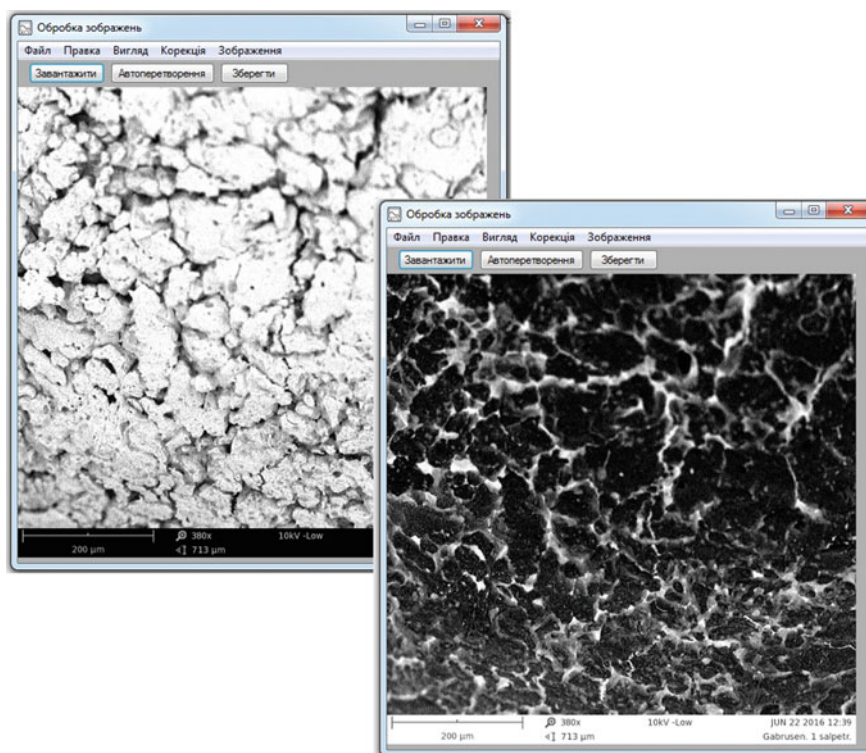 Обробка зображень
Файл Правка Вигляд Корекція Зображення
Завантажити Автоперетворення Зберегти
200 µm
380x
713 µm
10kV -Low
Обробка зображень
Файл Правка Вигляд Корекція Зображення
Завантажити Автоперетворення Зберегти
200 µm
380x
713 µm
10kV -Low
JUN 22 2016 12:39
Gabrusen. 1 salpetr.